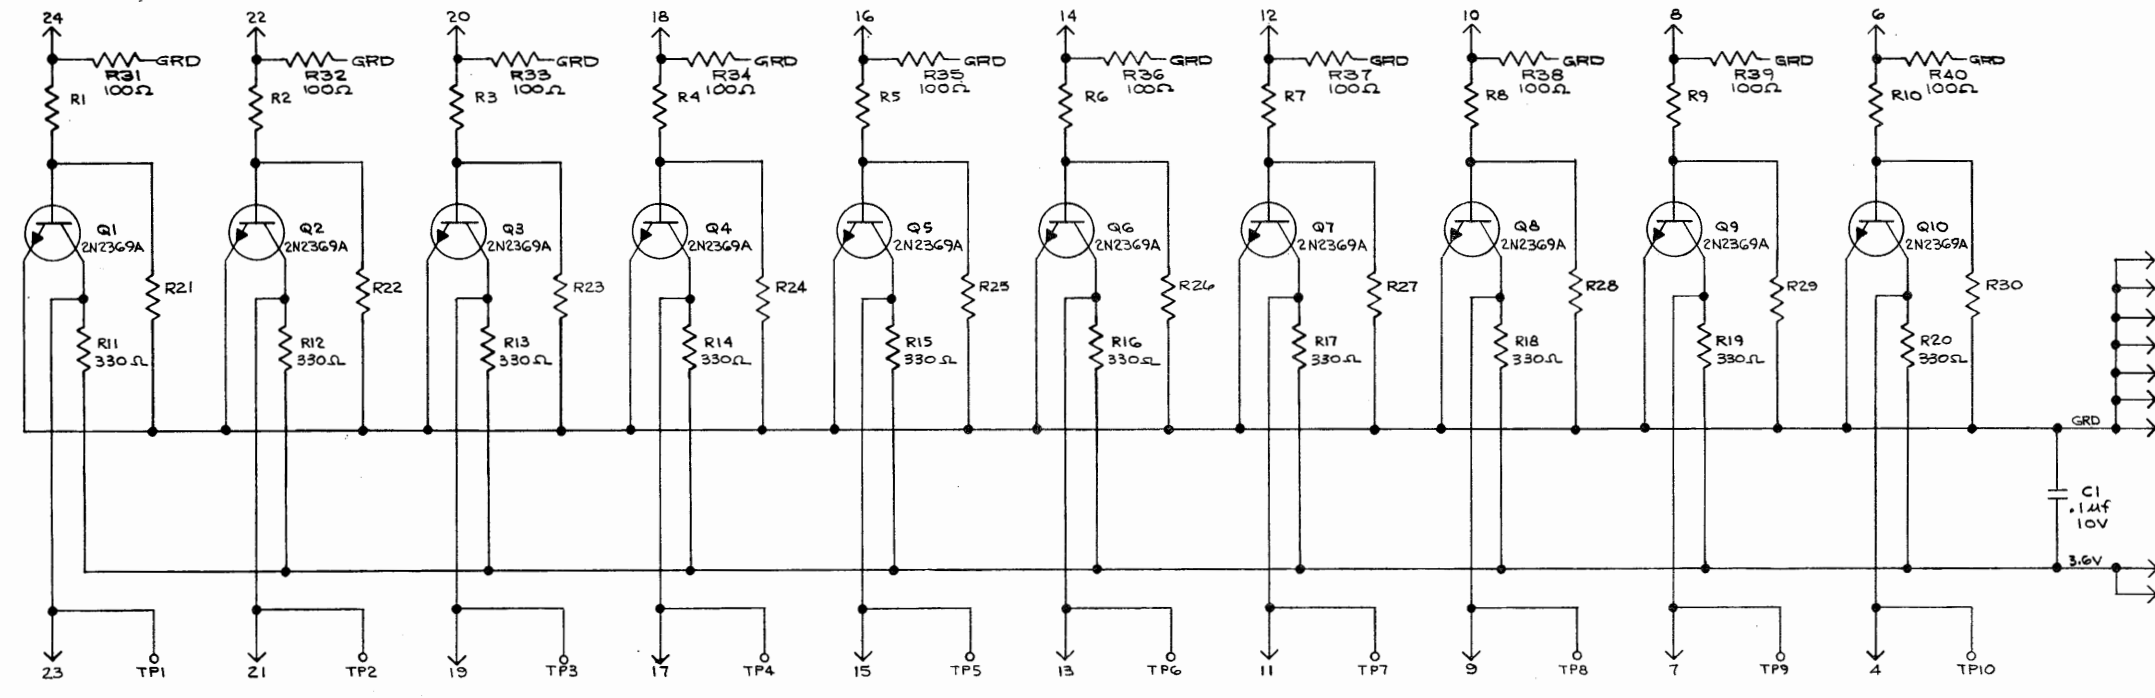 24 22 20 18 16 14 12 10 8 6
GRD GRD GRD GRD GRD GRD GRD GRD GRD GRD
R31 R32 R33 R34 R35 R36 R37 R38 R39 R40
100Ω 100Ω 100Ω 100Ω 100Ω 100Ω 100Ω 100Ω 100Ω 100Ω
R1 R2 R3 R4 R5 R6 R7 R8 R9 R10
Q1 Q2 Q3 Q4 Q5 Q6 Q7 Q8 Q9 Q10
2N2369A 2N2369A 2N2369A 2N2369A 2N2369A 2N2369A 2N2369A 2N2369A 2N2369A 2N2369A
R21 R22 R23 R24 R25 R26 R27 R28 R29 R30
R11 R12 R13 R14 R15 R16 R17 R18 R19 R20
330Ω 330Ω 330Ω 330Ω 330Ω 330Ω 330Ω 330Ω 330Ω 330Ω
GRD
C1
.1µf
10V
3.6V
23 TP1 21 TP2 19 TP3 17 TP4 15 TP5 13 TP6 11 TP7 9 TP8 7 TP9 4 TP10